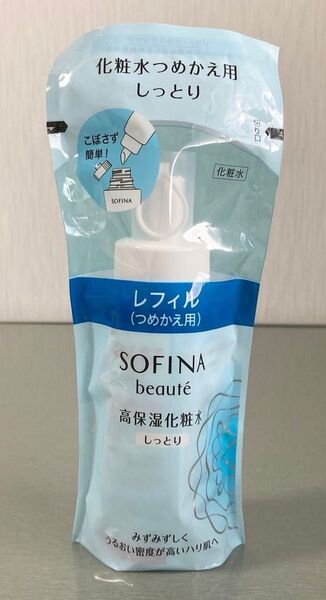 化粧水つめかえ用
しっとり
こぼさず
簡単!
SOFINA
切り口
化粧水
レフィル
(つめかえ用)
SOFINA
beauté
高保湿化粧水
しっとり
みずみずしく
うるおい密度が高いハリ肌へ